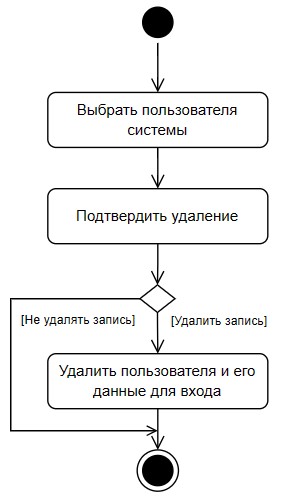 Выбрать пользователя
системы
Подтвердить удаление
[Не удалять запись]
[Удалить запись]
Удалить пользователя и его
данные для входа